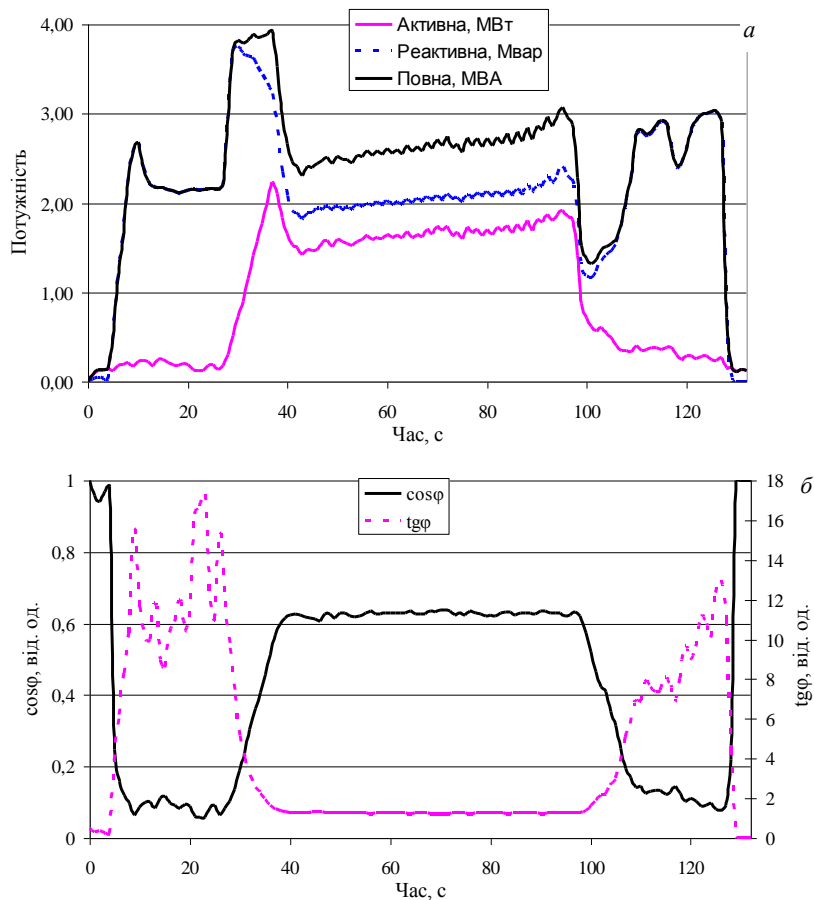 а
Активна, МВт
Реактивна, Мвар
Повна, МВА
4,00
3,00
2,00
1,00
0,00
Потужність
0 20 40 60 80 100 120
Час, с
б
cosφ
tgφ
1
0,8
0,6
0,4
0,2
0
cosφ, від. од.
18
16
14
12
10
8
6
4
2
0
tgφ, від. од.
0 20 40 60 80 100 120
Час, с